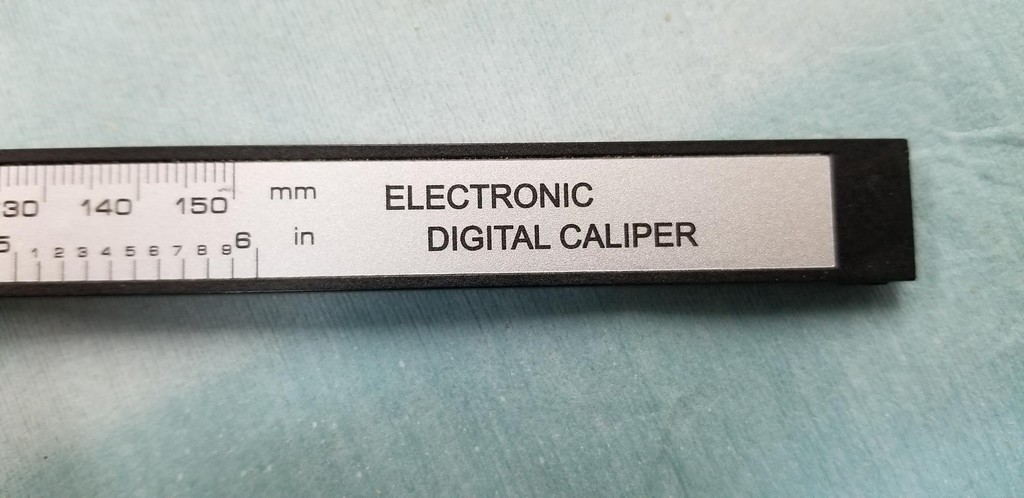 30 140 150 mm
ELECTRONIC
DIGITAL CALIPER
5 1 2 3 4 5 6 7 8 9 6 in